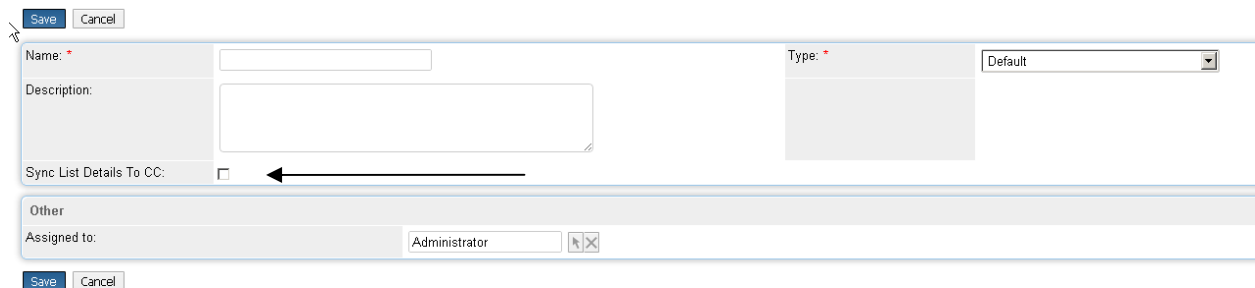 Save Cancel
Name: * Type: * Default
Description:
Sync List Details To CC:
Other
Assigned to: Administrator
Save Cancel